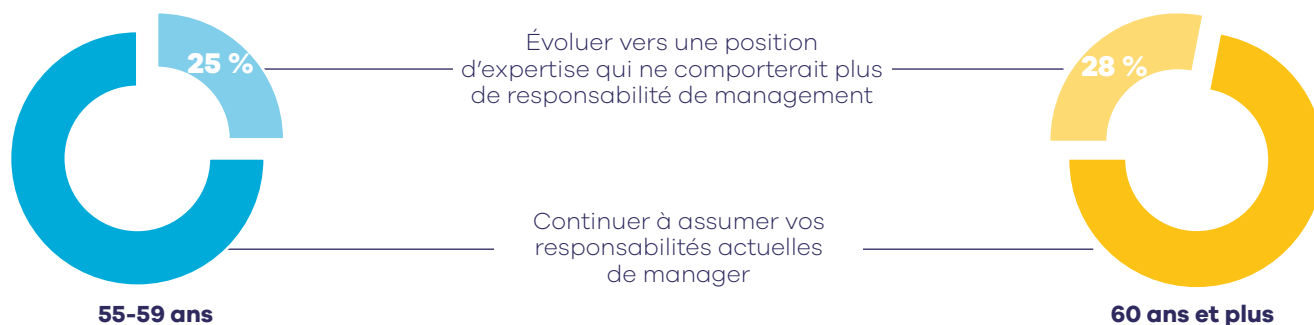 25 %
Évoluer vers une position
d'expertise qui ne comporterait plus
de responsabilité de management
28 %
Continuer à assumer vos
responsabilités actuelles
de manager
55-59 ans
60 ans et plus